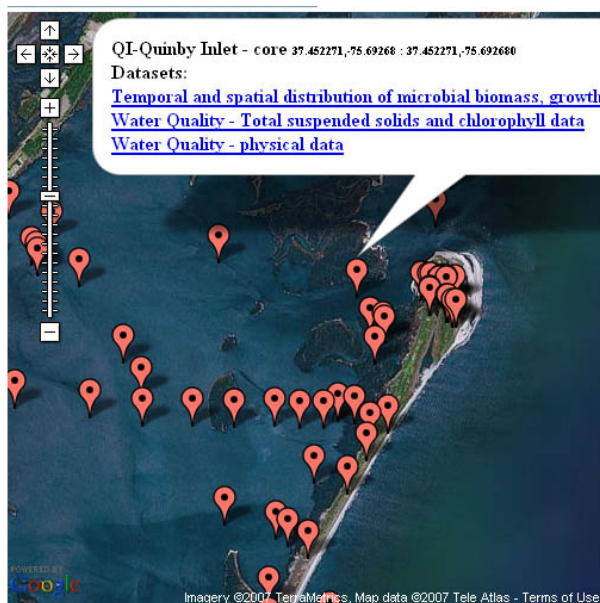 QI-Quinby Inlet - core 37.452271,-75.69268 : 37.452271,-75.692680
Datasets:
Temporal and spatial distribution of microbial biomass, growth
Water Quality - Total suspended solids and chlorophyll data
Water Quality - physical data
POWERED BY
Google
Imagery ©2007 TerraMetrics, Map data ©2007 Tele Atlas - Terms of Use